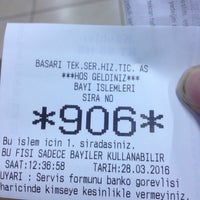 BASARI TEK.SER.HIZ.TIC. AS
***HOS GELDINIZ***
BAYI ISLEMLERI
SIRA NO
*906*
Bu islem icin 1. siradasiniz.
BU FISI SADECE BAYILER KULLANABILIR
SAAT:12:36:58 TARIH:28.03.2016
UYARI : Servis formunu banko gorevlisi
haricinde kimseye kesinlikle vermeyiniz.